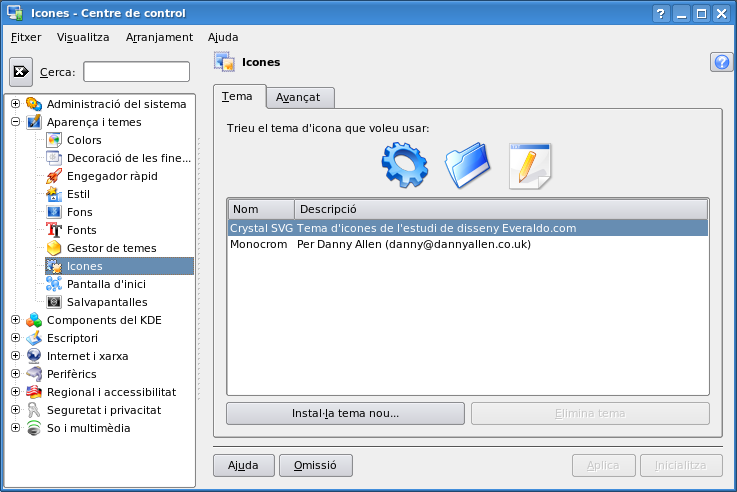 Icones - Centre de control
Fitxer Visualitza Arranjament Ajuda
Cerca:
Administració del sistema
Aparença i temes
Colors
Decoració de les fine...
Engegador ràpid
Estil
Fons
Fonts
Gestor de temes
Icones
Pantalla d'inici
Salvapantalles
Components del KDE
Escriptori
Internet i xarxa
Perifèrics
Regional i accessibilitat
Seguretat i privacitat
So i multimèdia
Icones
Tema Avançat
Trieu el tema d'icona que voleu usar:
Nom Descripció
Crystal SVG Tema d'icones de l'estudi de disseny Everaldo.com
Monocrom Per Danny Allen (danny@dannyallen.co.uk)
Instal·la tema nou... Elimina tema
Ajuda Omissió Aplica Inicialitza